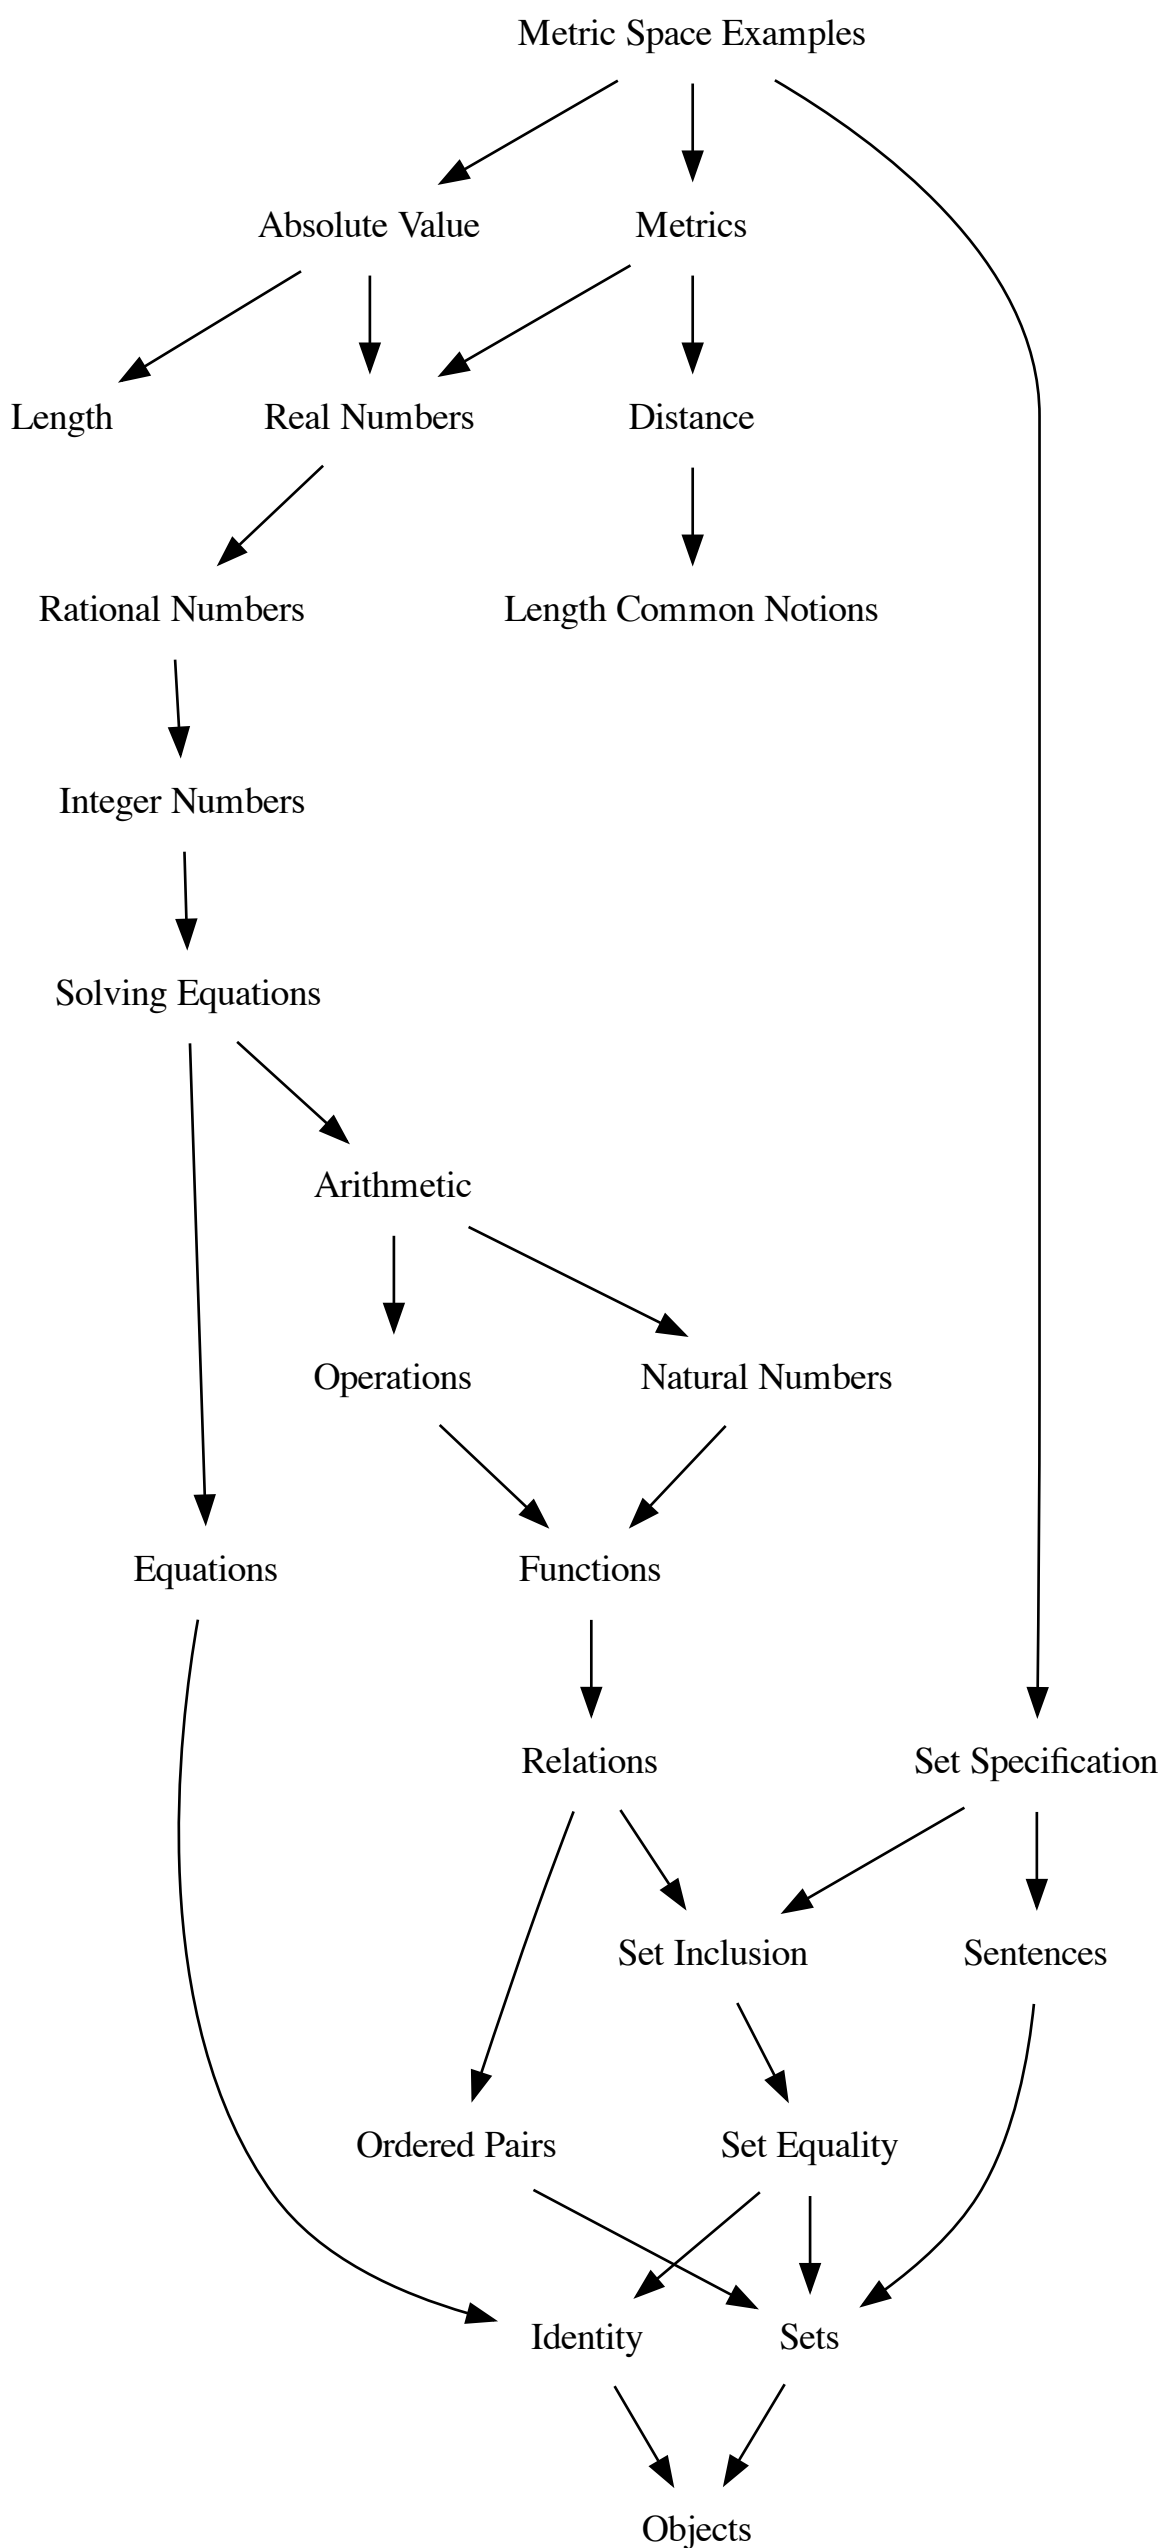 Metric Space Examples
Absolute Value
Metrics
Length
Real Numbers
Distance
Rational Numbers
Length Common Notions
Integer Numbers
Solving Equations
Arithmetic
Operations
Natural Numbers
Equations
Functions
Relations
Set Specification
Set Inclusion
Sentences
Ordered Pairs
Set Equality
Identity
Sets
Objects